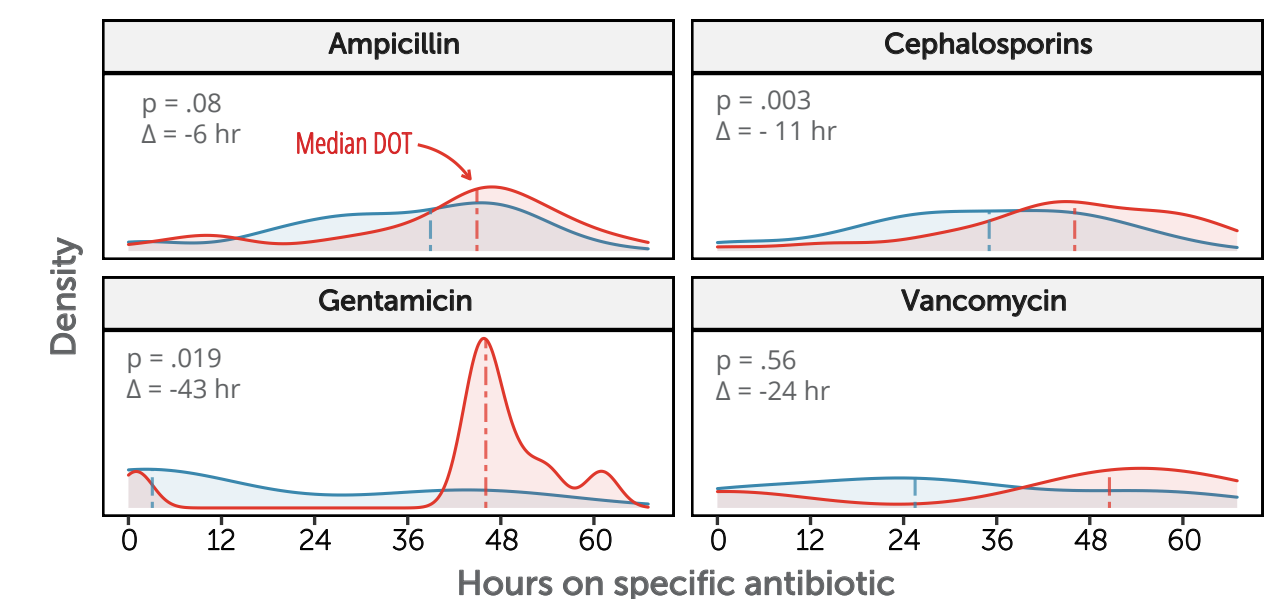 Ampicillin
p = .08
Δ = -6 hr
Median DOT
Cephalosporins
p = .003
Δ = - 11 hr
Density
Gentamicin
p = .019
Δ = -43 hr
Vancomycin
p = .56
Δ = -24 hr
0 12 24 36 48 60
0 12 24 36 48 60
Hours on specific antibiotic